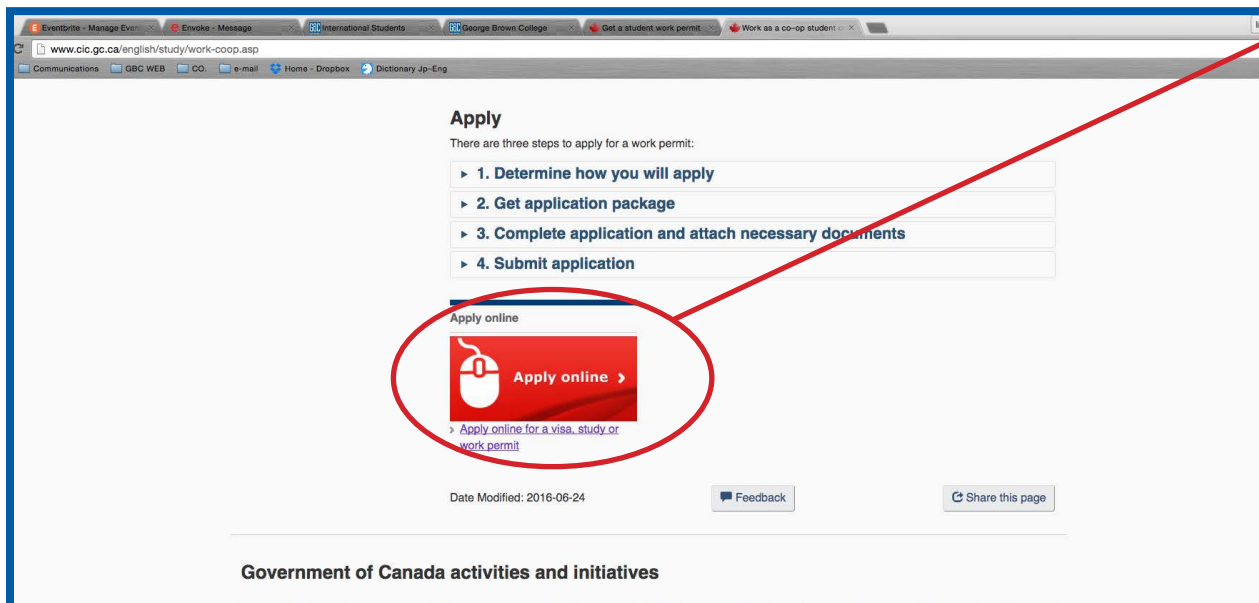 Eventbrite - Manage Even
Envoke - Message
GBC International Students
GBC George Brown College
Get a student work permit
Work as a co-op student
www.cic.gc.ca/english/study/work-coop.asp
Communications GBC WEB CO. e-mail Home - Dropbox Dictionary Jp-Eng
Apply
There are three steps to apply for a work permit:
1. Determine how you will apply
2. Get application package
3. Complete application and attach necessary documents
4. Submit application
Apply online
Apply online
Apply online for a visa, study or
work permit
Date Modified: 2016-06-24
Feedback
Share this page
Government of Canada activities and initiatives